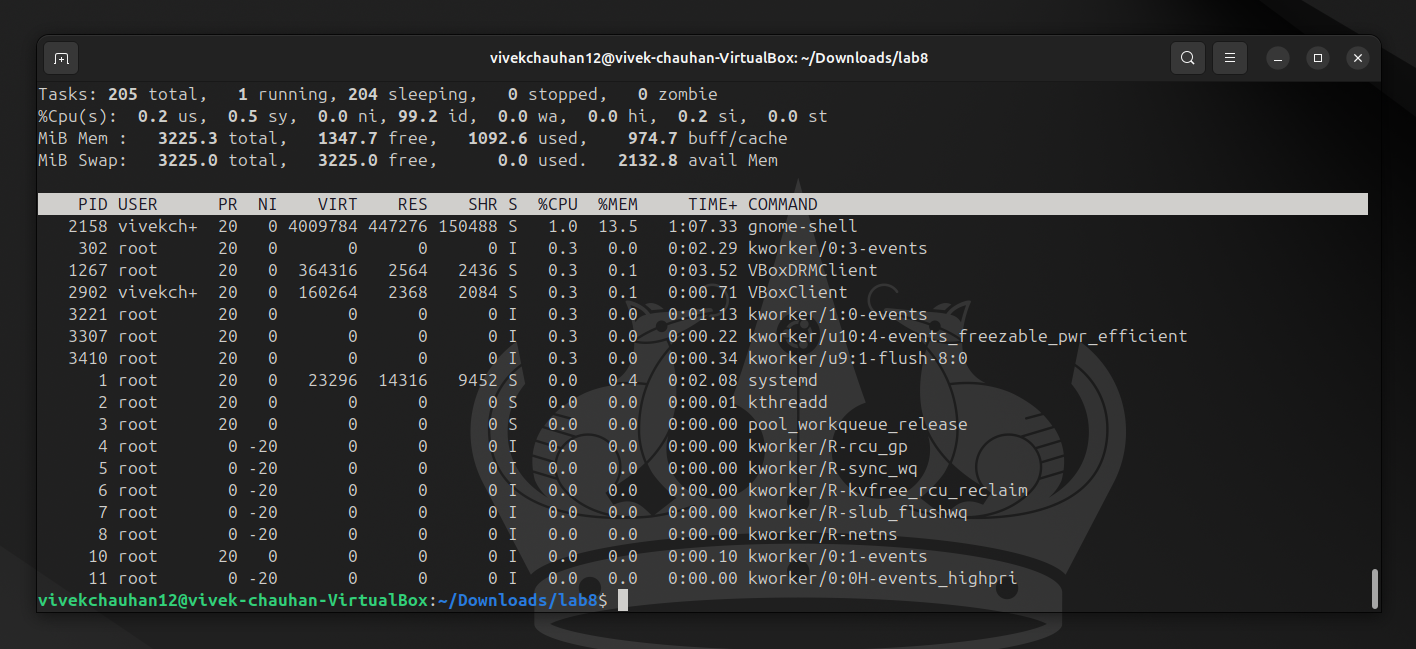 vivekchauhan12@vivek-chauhan-VirtualBox: ~/Downloads/lab8
Tasks: 205 total,   1 running, 204 sleeping,   0 stopped,   0 zombie
%Cpu(s):  0.2 us,  0.5 sy,  0.0 ni, 99.2 id,  0.0 wa,  0.0 hi,  0.2 si,  0.0 st
MiB Mem :   3225.3 total,   1347.7 free,   1092.6 used,    974.7 buff/cache
MiB Swap:   3225.0 total,   3225.0 free,      0.0 used.   2132.8 avail Mem
    PID USER      PR  NI    VIRT    RES    SHR S  %CPU  %MEM     TIME+ COMMAND
   2158 vivekch+  20   0 4009784 447276 150488 S   1.0  13.5   1:07.33 gnome-shell
    302 root      20   0       0      0      0 I   0.3   0.0   0:02.29 kworker/0:3-events
   1267 root      20   0  364316   2564   2436 S   0.3   0.1   0:03.52 VBoxDRMClient
   2902 vivekch+  20   0  160264   2368   2084 S   0.3   0.1   0:00.71 VBoxClient
   3221 root      20   0       0      0      0 I   0.3   0.0   0:01.13 kworker/1:0-events
   3307 root      20   0       0      0      0 I   0.3   0.0   0:00.22 kworker/u10:4-events_freezable_pwr_efficient
   3410 root      20   0       0      0      0 I   0.3   0.0   0:00.34 kworker/u9:1-flush-8:0
      1 root      20   0   23296  14316   9452 S   0.0   0.4   0:02.08 systemd
      2 root      20   0       0      0      0 S   0.0   0.0   0:00.01 kthreadd
      3 root      20   0       0      0      0 S   0.0   0.0   0:00.00 pool_workqueue_release
      4 root       0 -20       0      0      0 I   0.0   0.0   0:00.00 kworker/R-rcu_gp
      5 root       0 -20       0      0      0 I   0.0   0.0   0:00.00 kworker/R-sync_wq
      6 root       0 -20       0      0      0 I   0.0   0.0   0:00.00 kworker/R-kvfree_rcu_reclaim
      7 root       0 -20       0      0      0 I   0.0   0.0   0:00.00 kworker/R-slub_flushwq
      8 root       0 -20       0      0      0 I   0.0   0.0   0:00.00 kworker/R-netns
     10 root      20   0       0      0      0 I   0.0   0.0   0:00.10 kworker/0:1-events
     11 root       0 -20       0      0      0 I   0.0   0.0   0:00.00 kworker/0:0H-events_highpri
vivekchauhan12@vivek-chauhan-VirtualBox:~/Downloads/lab8$